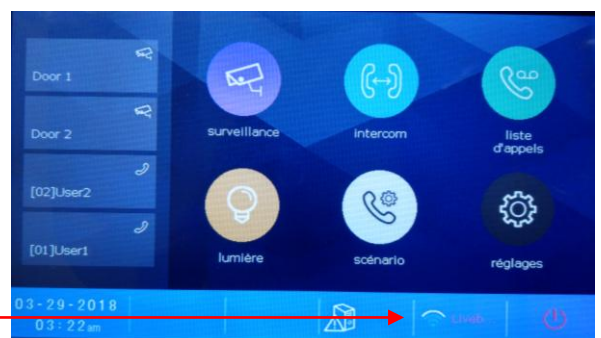 Door 1
Door 2
[02]User2
[01]User1
surveillance
intercom
liste
d'appels
lumière
scénario
réglages
03-29-2018
03:22am